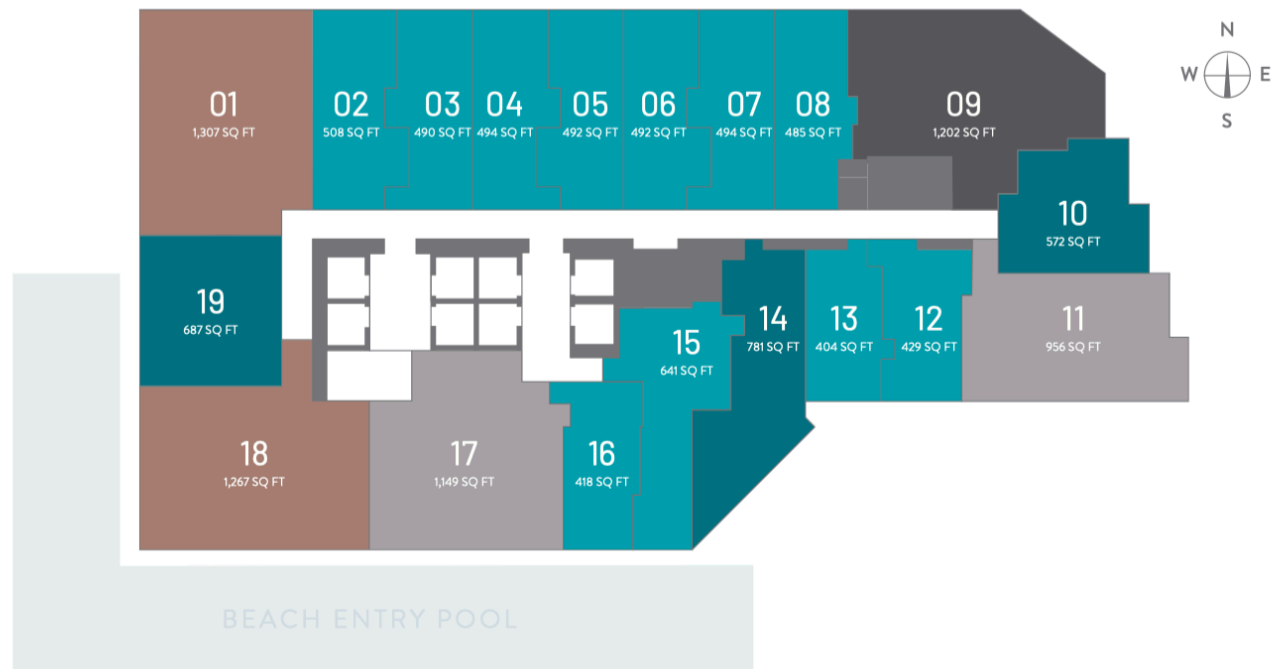 N
W E
S
01
1,307 SQ FT
02
508 SQ FT
03
490 SQ FT
04
494 SQ FT
05
492 SQ FT
06
492 SQ FT
07
494 SQ FT
08
485 SQ FT
09
1,202 SQ FT
10
572 SQ FT
19
687 SQ FT
15
641 SQ FT
14
781 SQ FT
13
404 SQ FT
12
429 SQ FT
11
956 SQ FT
18
1,267 SQ FT
17
1,149 SQ FT
16
418 SQ FT
BEACH ENTRY POOL